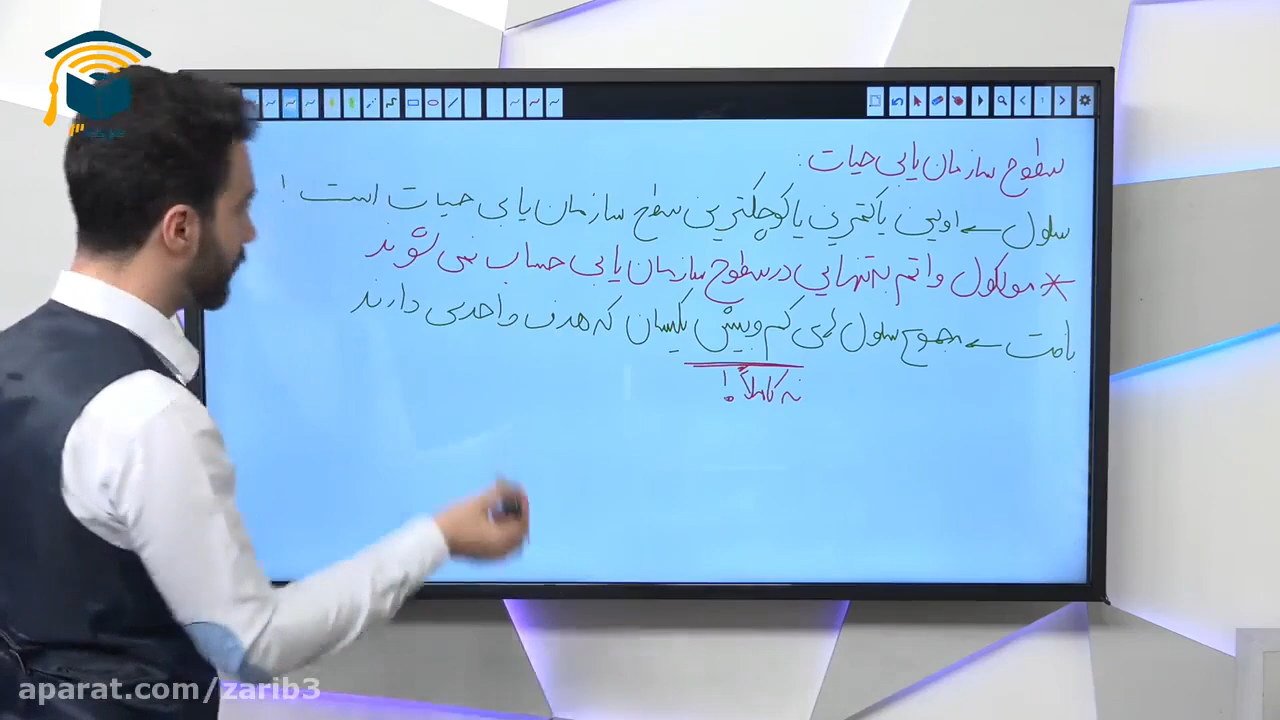 سطوح سازمان یابی حیات:
سلول ← اولین یا کمترین یا کوچکترین سطح سازمان یابی حیات است!
* مولکول و اتم به تنهایی در سطوح سازمان یابی حساب نمی شوند
بافت ← مجموع سلول های کم و بیش یکسان که هدف واحدی دارند
نه کاملاً!
aparat.com/zarib3